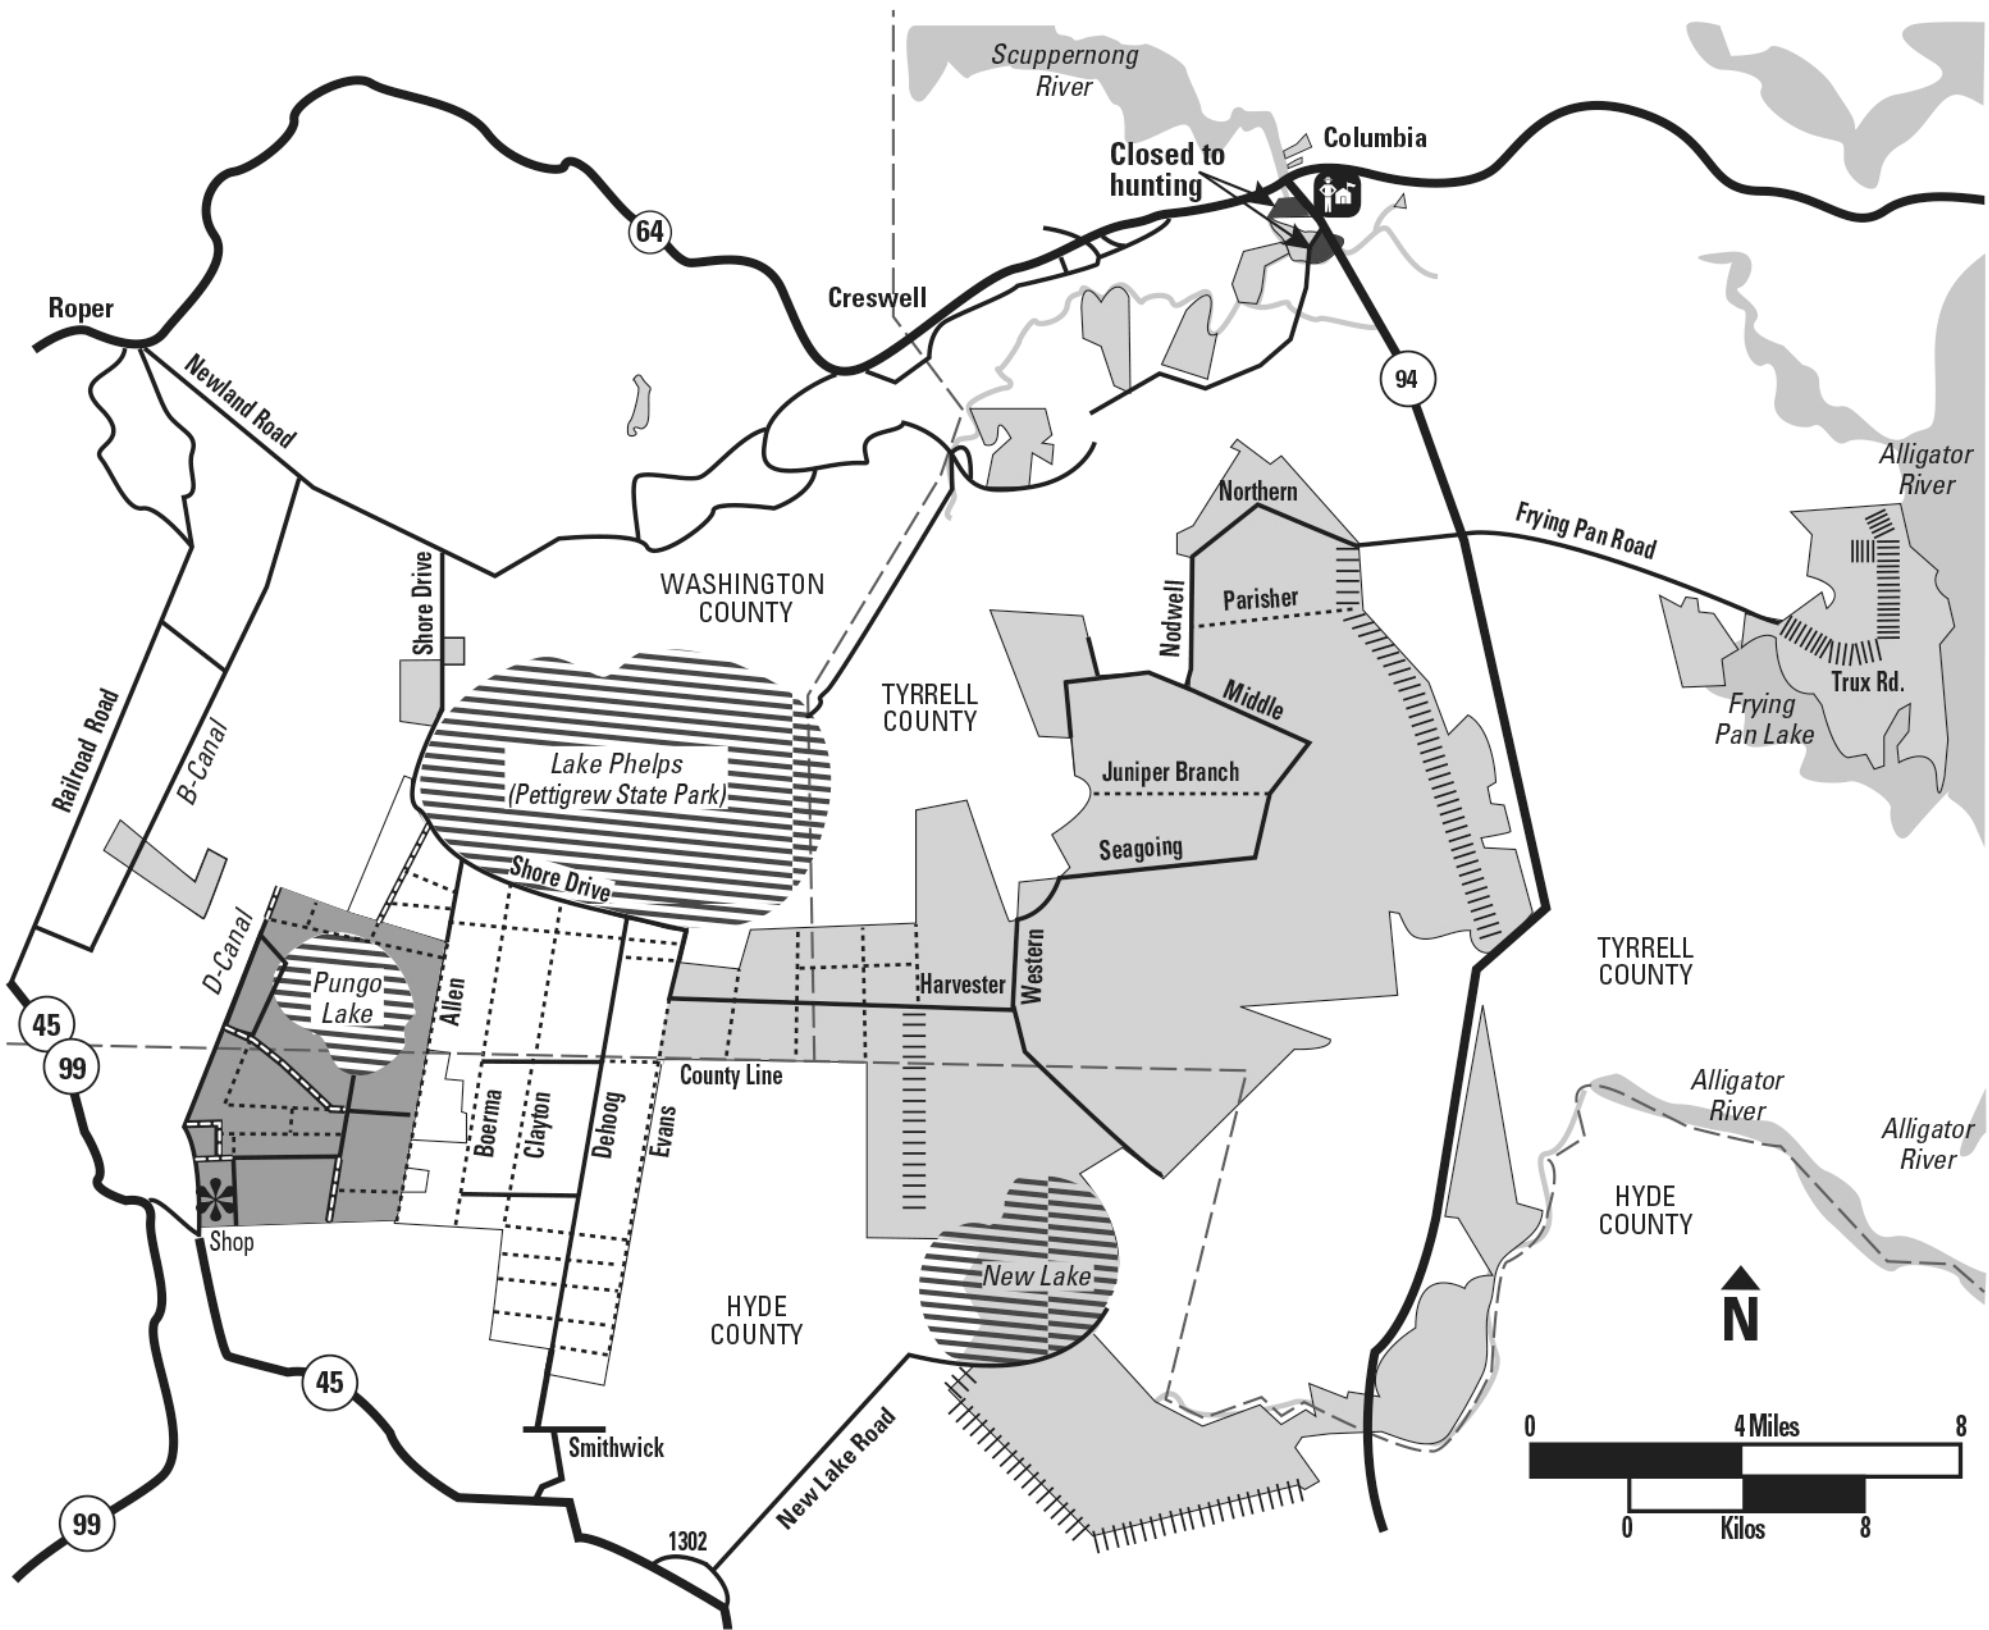 Scuppernong
River
Columbia
Closed to
hunting
64
Creswell
Roper
Newland Road
94
Alligator
River
Northern
Frying Pan Road
Shore Drive
WASHINGTON
COUNTY
Nodwell
Parisher
Trux Rd.
Frying
Pan Lake
TYRRELL
COUNTY
Middle
Railroad Road
B-Canal
Lake Phelps
(Pettigrew State Park)
Juniper Branch
Seagoing
Shore Drive
D-Canal
Pungo
Lake
Allen
Harvester
Western
TYRRELL
COUNTY
45
99
County Line
Boerma
Clayton
Dehoog
Evans
Alligator
River
Alligator
River
HYDE
COUNTY
Shop
New Lake
HYDE
COUNTY
N
45
Smithwick
New Lake Road
0 4 Miles 8
0 Kilos 8
99
1302